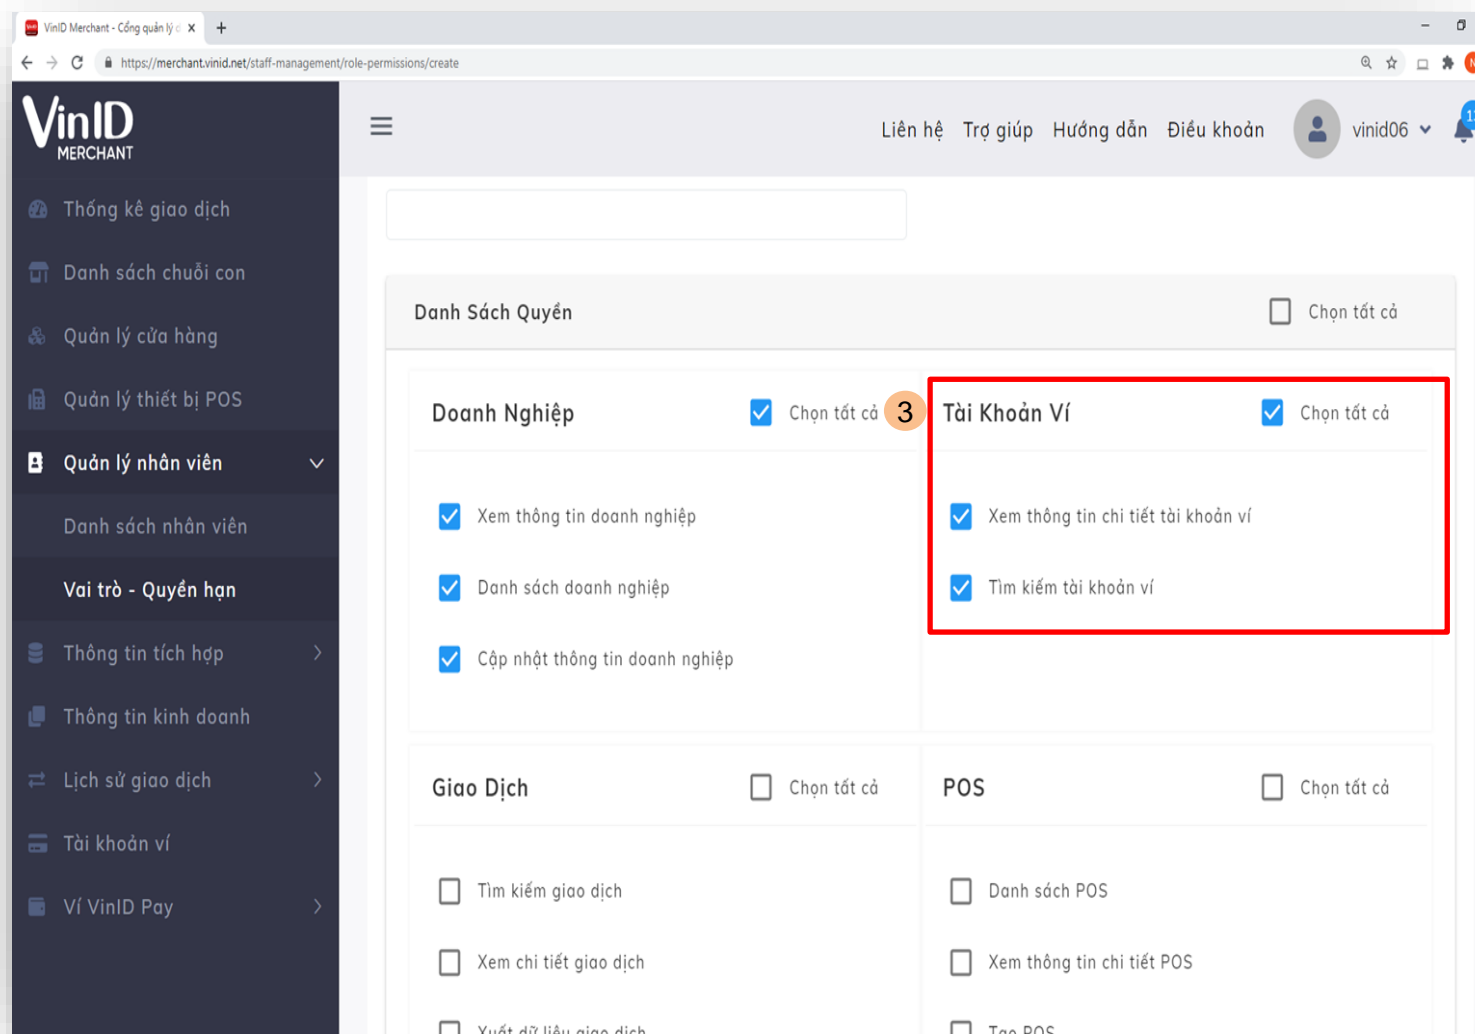 VinID Merchant - Cổng quản lý
https://merchant.vinid.net/staff-management/role-permissions/create
VinID
MERCHANT
Liên hệ Trợ giúp Hướng dẫn Điều khoản vinid06
Thống kê giao dịch
Danh sách chuỗi con
Quản lý cửa hàng
Quản lý thiết bị POS
Quản lý nhân viên
Danh sách nhân viên
Vai trò - Quyền hạn
Thông tin tích hợp
Thông tin kinh doanh
Lịch sử giao dịch
Tài khoản ví
Ví VinID Pay
Danh Sách Quyền
Chọn tất cả
Doanh Nghiệp
Chọn tất cả
Xem thông tin doanh nghiệp
Danh sách doanh nghiệp
Cập nhật thông tin doanh nghiệp
3
Tài Khoản Ví
Chọn tất cả
Xem thông tin chi tiết tài khoản ví
Tìm kiếm tài khoản ví
Giao Dịch
Chọn tất cả
Tìm kiếm giao dịch
Xem chi tiết giao dịch
Xuất dữ liệu giao dịch
POS
Chọn tất cả
Danh sách POS
Xem thông tin chi tiết POS
Tạo POS